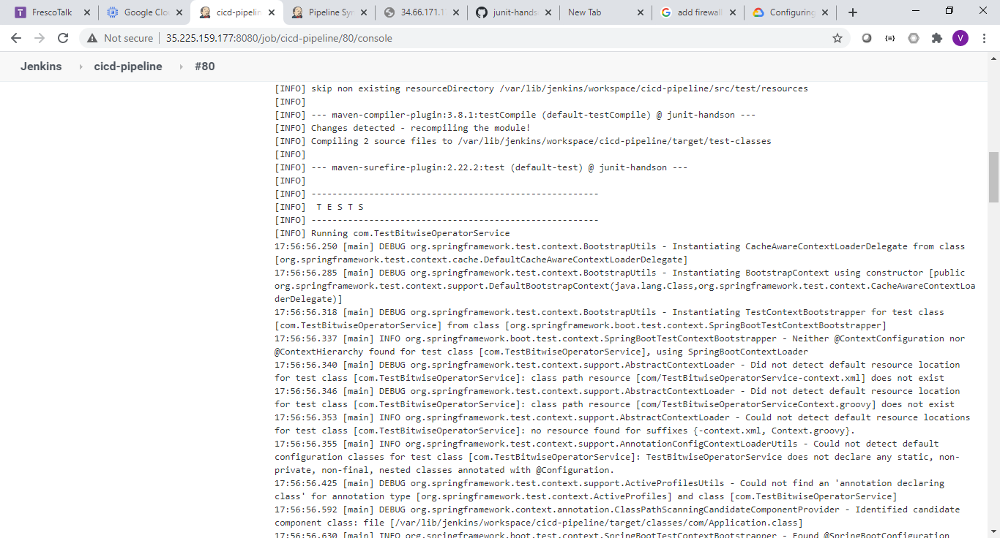 FrescoTalk
Google Clo
cicd-pipelin
Pipeline Syn
34.66.171.1
junit-hands
New Tab
add firewall
Configuring
Not secure
35.225.159.177:8080/job/cicd-pipeline/80/console
V
Jenkins
cicd-pipeline
#80
[INFO] skip non existing resourceDirectory /var/lib/jenkins/workspace/cicd-pipeline/src/test/resources
[INFO]
[INFO] --- maven-compiler-plugin:3.8.1:testCompile (default-testCompile) @ junit-handson ---
[INFO] Changes detected - recompiling the module!
[INFO] Compiling 2 source files to /var/lib/jenkins/workspace/cicd-pipeline/target/test-classes
[INFO]
[INFO] --- maven-surefire-plugin:2.22.2:test (default-test) @ junit-handson ---
[INFO]
[INFO] -------------------------------------------------------
[INFO]  T E S T S
[INFO] -------------------------------------------------------
[INFO] Running com.TestBitwiseOperatorService
17:56:56.250 [main] DEBUG org.springframework.test.context.BootstrapUtils - Instantiating CacheAwareContextLoaderDelegate from class
[org.springframework.test.context.cache.DefaultCacheAwareContextLoaderDelegate]
17:56:56.285 [main] DEBUG org.springframework.test.context.BootstrapUtils - Instantiating BootstrapContext using constructor [public
org.springframework.test.context.support.DefaultBootstrapContext(java.lang.Class,org.springframework.test.context.CacheAwareContextLoa
derDelegate)]
17:56:56.318 [main] DEBUG org.springframework.test.context.BootstrapUtils - Instantiating TestContextBootstrapper for test class
[com.TestBitwiseOperatorService] from class [org.springframework.boot.test.context.SpringBootTestContextBootstrapper]
17:56:56.337 [main] INFO org.springframework.boot.test.context.SpringBootTestContextBootstrapper - Neither @ContextConfiguration nor
@ContextHierarchy found for test class [com.TestBitwiseOperatorService], using SpringBootContextLoader
17:56:56.340 [main] DEBUG org.springframework.test.context.support.AbstractContextLoader - Did not detect default resource location
for test class [com.TestBitwiseOperatorService]: class path resource [com/TestBitwiseOperatorService-context.xml] does not exist
17:56:56.346 [main] DEBUG org.springframework.test.context.support.AbstractContextLoader - Did not detect default resource location
for test class [com.TestBitwiseOperatorService]: class path resource [com/TestBitwiseOperatorServiceContext.groovy] does not exist
17:56:56.353 [main] INFO org.springframework.test.context.support.AbstractContextLoader - Could not detect default resource locations
for test class [com.TestBitwiseOperatorService]: no resource found for suffixes {-context.xml, Context.groovy}.
17:56:56.355 [main] INFO org.springframework.test.context.support.AnnotationConfigContextLoaderUtils - Could not detect default
configuration classes for test class [com.TestBitwiseOperatorService]: TestBitwiseOperatorService does not declare any static, non-
private, non-final, nested classes annotated with @Configuration.
17:56:56.425 [main] DEBUG org.springframework.test.context.support.ActiveProfilesUtils - Could not find an 'annotation declaring
class' for annotation type [org.springframework.test.context.ActiveProfiles] and class [com.TestBitwiseOperatorService]
17:56:56.592 [main] DEBUG org.springframework.context.annotation.ClassPathScanningCandidateComponentProvider - Identified candidate
component class: file [/var/lib/jenkins/workspace/cicd-pipeline/target/classes/com/Application.class]
17:56:56.630 [main] INFO org.springframework.boot.test.context.SpringBootTestContextBootstrapper - Found @SpringBootConfiguration